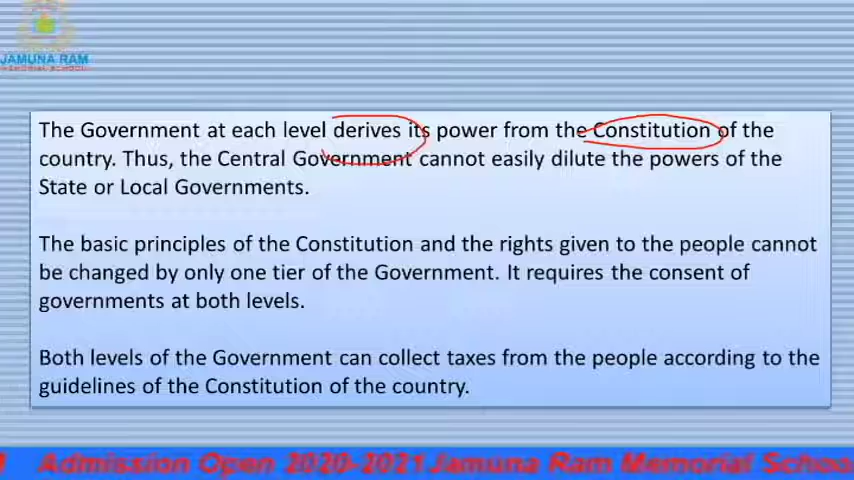 JAMUNA RAM
MEMORIAL SCHOOL
The Government at each level derives its power from the Constitution of the
country. Thus, the Central Government cannot easily dilute the powers of the
State or Local Governments.
The basic principles of the Constitution and the rights given to the people cannot
be changed by only one tier of the Government. It requires the consent of
governments at both levels.
Both levels of the Government can collect taxes from the people according to the
guidelines of the Constitution of the country.
Admission Open 2020-2021 Jamuna Ram Memorial Schoo